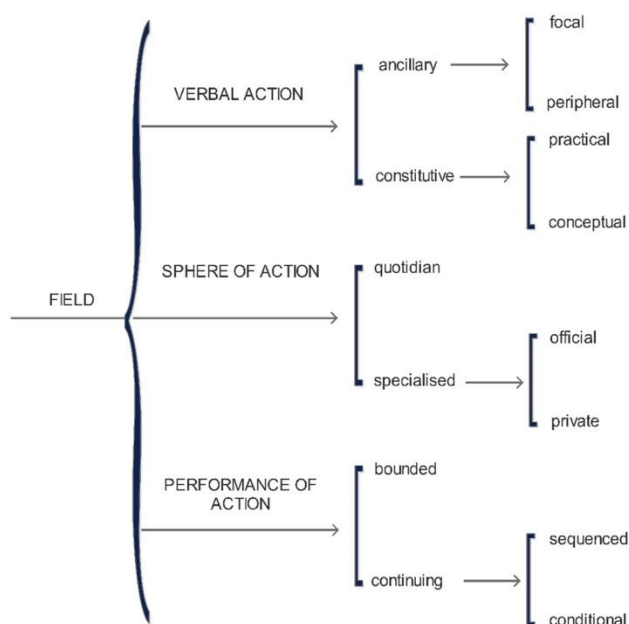 focal
VERBAL ACTION
ancillary
peripheral
practical
constitutive
conceptual
SPHERE OF ACTION
quotidian
FIELD
official
specialised
private
PERFORMANCE OF
ACTION
bounded
sequenced
continuing
conditional